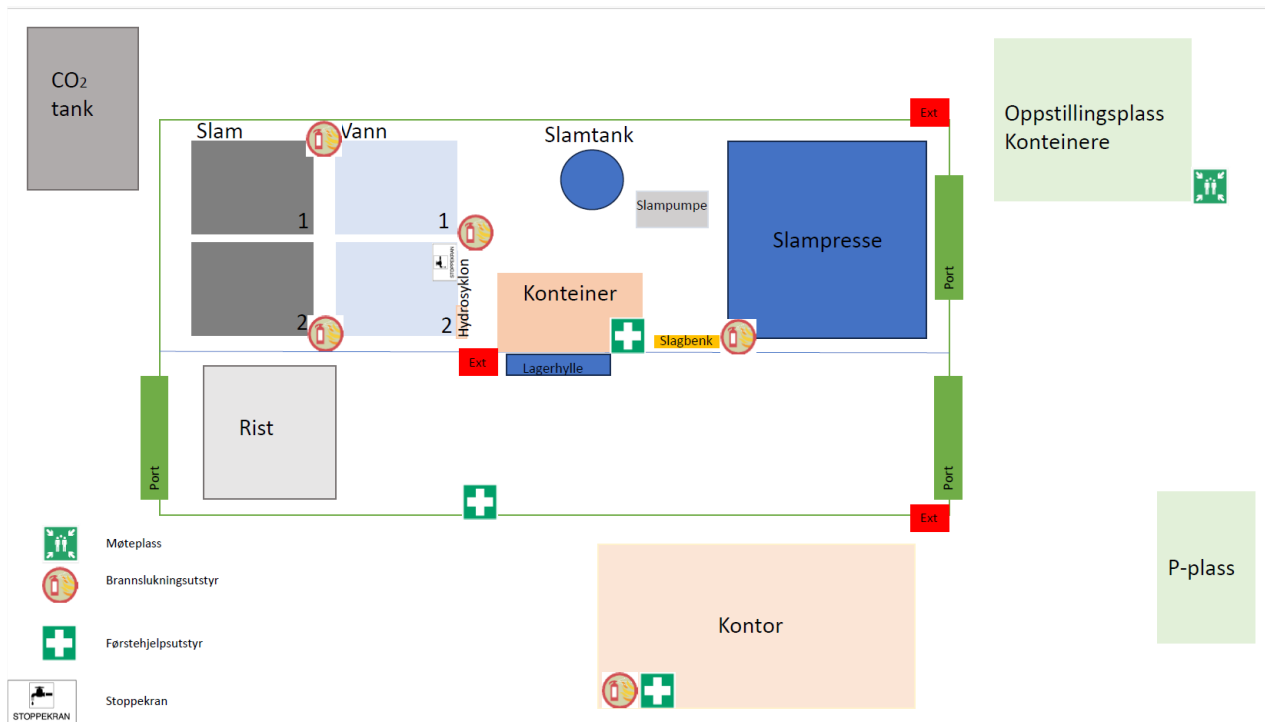 CO2
tank
Slam
Vann
Slamtank
Ext
Oppstillingsplass
Konteinere
1
1
Slampumpe
Slampresse
Port
STOPPEKRAN
Hydrosyklon
Konteiner
2
2
Slagbenk
Ext
Lagerhylle
Rist
Port
Port
Ext
Møteplass
Brannslukningsutstyr
Førstehjelpsutstyr
Stoppekran
STOPPEKRAN
Kontor
P-plass